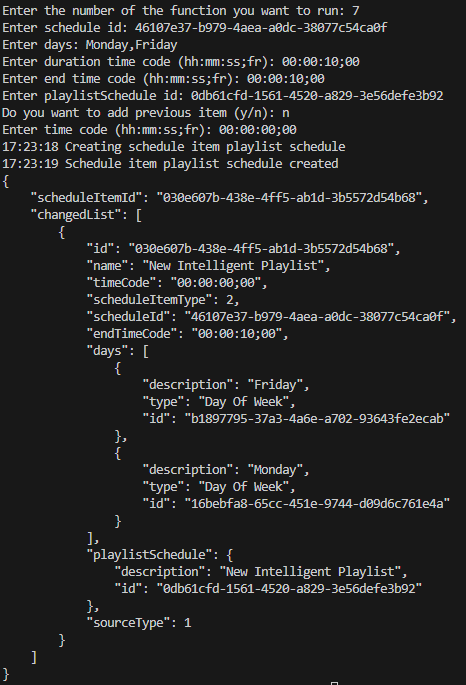 Enter the number of the function you want to run: 7
Enter schedule id: 46107e37-b979-4aea-a0dc-38077c54ca0f
Enter days: Monday,Friday
Enter duration time code (hh:mm:ss;fr): 00:00:10;00
Enter end time code (hh:mm:ss;fr): 00:00:10;00
Enter playlistSchedule id: 0db61cfd-1561-4520-a829-3e56defe3b92
Do you want to add previous item (y/n): n
Enter time code (hh:mm:ss;fr): 00:00:00;00
17:23:18 Creating schedule item playlist schedule
17:23:19 Schedule item playlist schedule created
{
    "scheduleItemId": "030e607b-438e-4ff5-ab1d-3b5572d54b68",
    "changedList": [
        {
            "id": "030e607b-438e-4ff5-ab1d-3b5572d54b68",
            "name": "New Intelligent Playlist",
            "timeCode": "00:00:00;00",
            "scheduleItemType": 2,
            "scheduleId": "46107e37-b979-4aea-a0dc-38077c54ca0f",
            "endTimeCode": "00:00:10;00",
            "days": [
                {
                    "description": "Friday",
                    "type": "Day Of Week",
                    "id": "b1897795-37a3-4a6e-a702-93643fe2ecab"
                },
                {
                    "description": "Monday",
                    "type": "Day Of Week",
                    "id": "16bebfa8-65cc-451e-9744-d09d6c761e4a"
                }
            ],
            "playlistSchedule": {
                "description": "New Intelligent Playlist",
                "id": "0db61cfd-1561-4520-a829-3e56defe3b92"
            },
            "sourceType": 1
        }
    ]
}